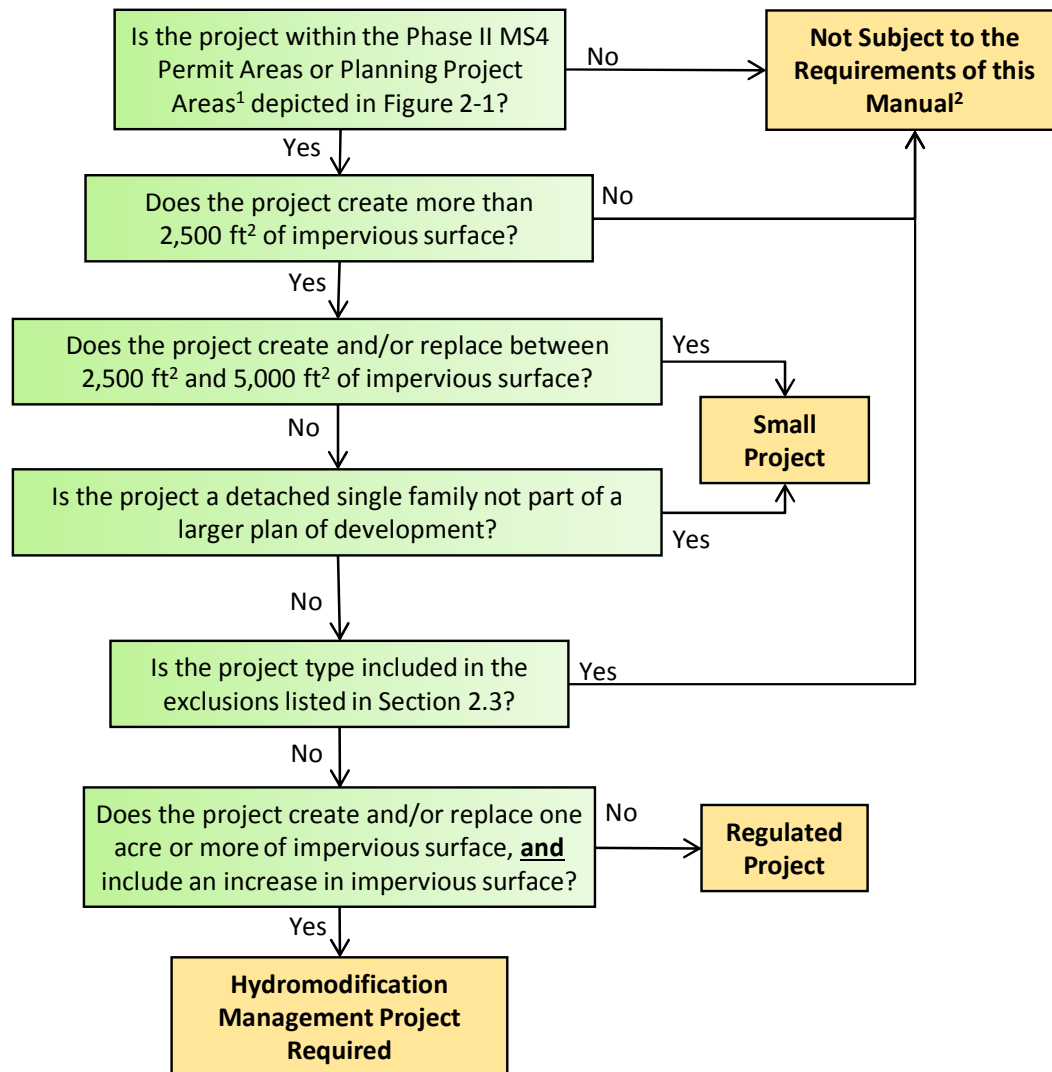 Is the project within the Phase II MS4
Permit Areas or Planning Project
Areas¹ depicted in Figure 2-1?
No
Not Subject to the
Requirements of this
Manual²
Yes
Does the project create more than
2,500 ft² of impervious surface?
No
Yes
Does the project create and/or replace between
2,500 ft² and 5,000 ft² of impervious surface?
Yes
Small
Project
No
Is the project a detached single family not part of a
larger plan of development?
Yes
No
Is the project type included in the
exclusions listed in Section 2.3?
Yes
No
Does the project create and/or replace one
acre or more of impervious surface, and
include an increase in impervious surface?
No
Regulated
Project
Yes
Hydromodification
Management Project
Required